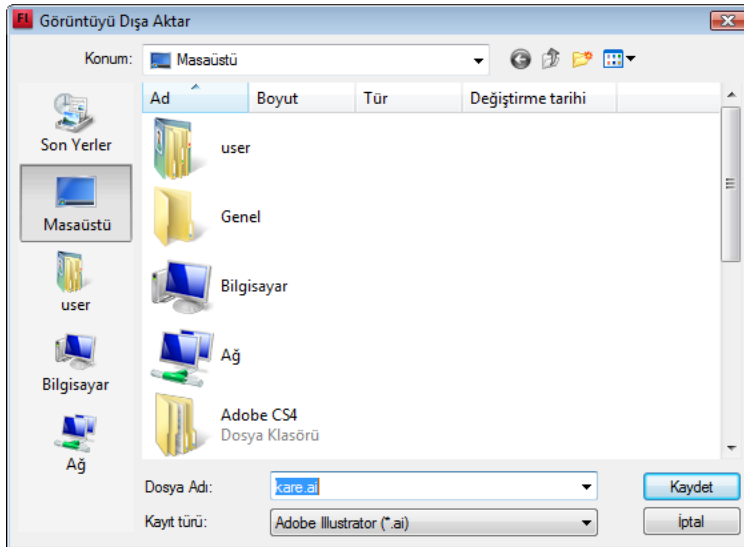 FL Görüntüyü Dışa Aktar
Konum: Masaüstü
Ad Boyut Tür Değiştirme tarihi
Son Yerler
Masaüstü
user
Bilgisayar
Ağ
user
Genel
Bilgisayar
Ağ
Adobe CS4
Dosya Klasörü
Dosya Adı: kare.ai Kaydet
Kayıt türü: Adobe Illustrator (*.ai) İptal